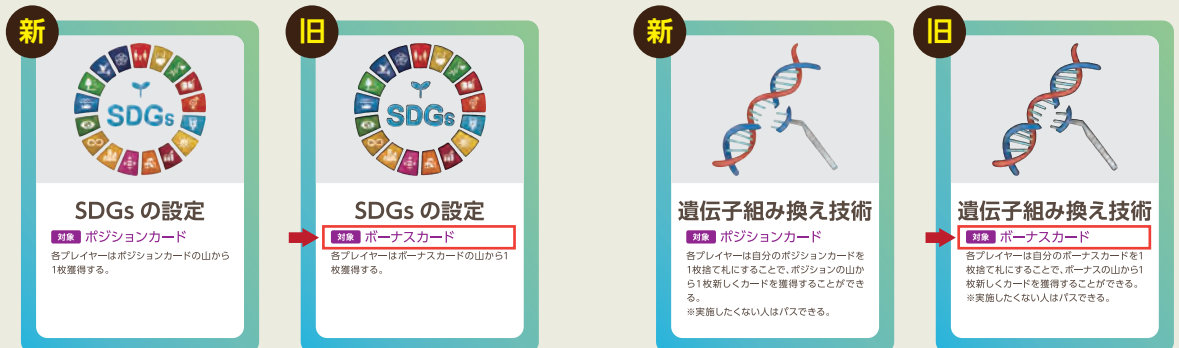 新
SDGs
SDGs の設定
対象 ポジションカード
各プレイヤーはポジションカードの山から
1枚獲得する。
旧
SDGs
SDGs の設定
対象 ボーナスカード
各プレイヤーはボーナスカードの山から1
枚獲得する。
新
遺伝子組み換え技術
対象 ポジションカード
各プレイヤーは自分のポジションカードを
1枚捨て札にすることで、ポジションの山か
ら1枚新しくカードを獲得することができ
る。
※実施したくない人はパスできる。
旧
遺伝子組み換え技術
対象 ボーナスカード
各プレイヤーは自分のボーナスカードを1
枚捨て札にすることで、ボーナスの山から1
枚新しくカードを獲得することができる。
※実施したくない人はパスできる。